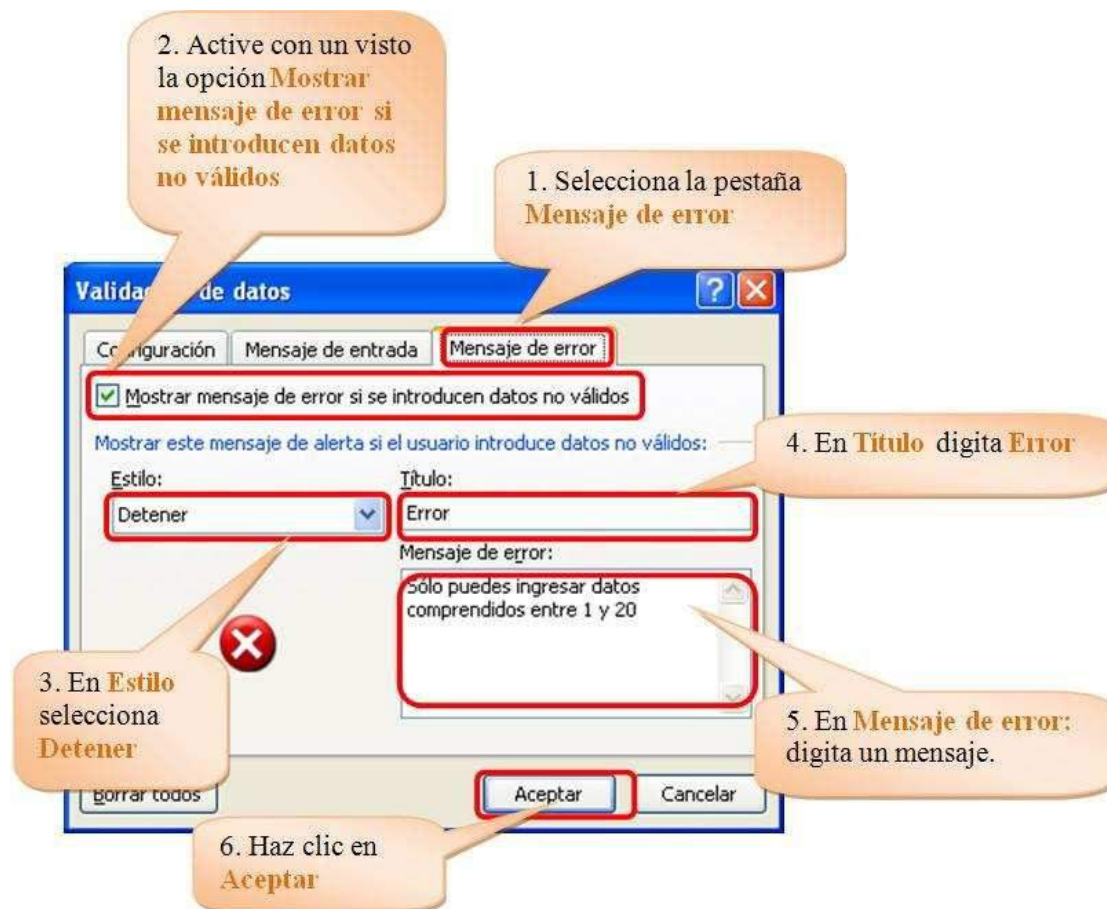 2. Active con un visto
la opción Mostrar
mensaje de error si
se introducen datos
no válidos
1. Selecciona la pestaña
Mensaje de error
Validación de datos
Configuración
Mensaje de entrada
Mensaje de error
Mostrar mensaje de error si se introducen datos no válidos
Mostrar este mensaje de alerta si el usuario introduce datos no válidos:
4. En Título digita Error
Estilo:
Título:
Detener
Error
Mensaje de error:
Sólo puedes ingresar datos
comprendidos entre 1 y 20
3. En Estilo
selecciona
Detener
5. En Mensaje de error:
digita un mensaje.
Borrar todos
Aceptar
Cancelar
6. Haz clic en
Aceptar